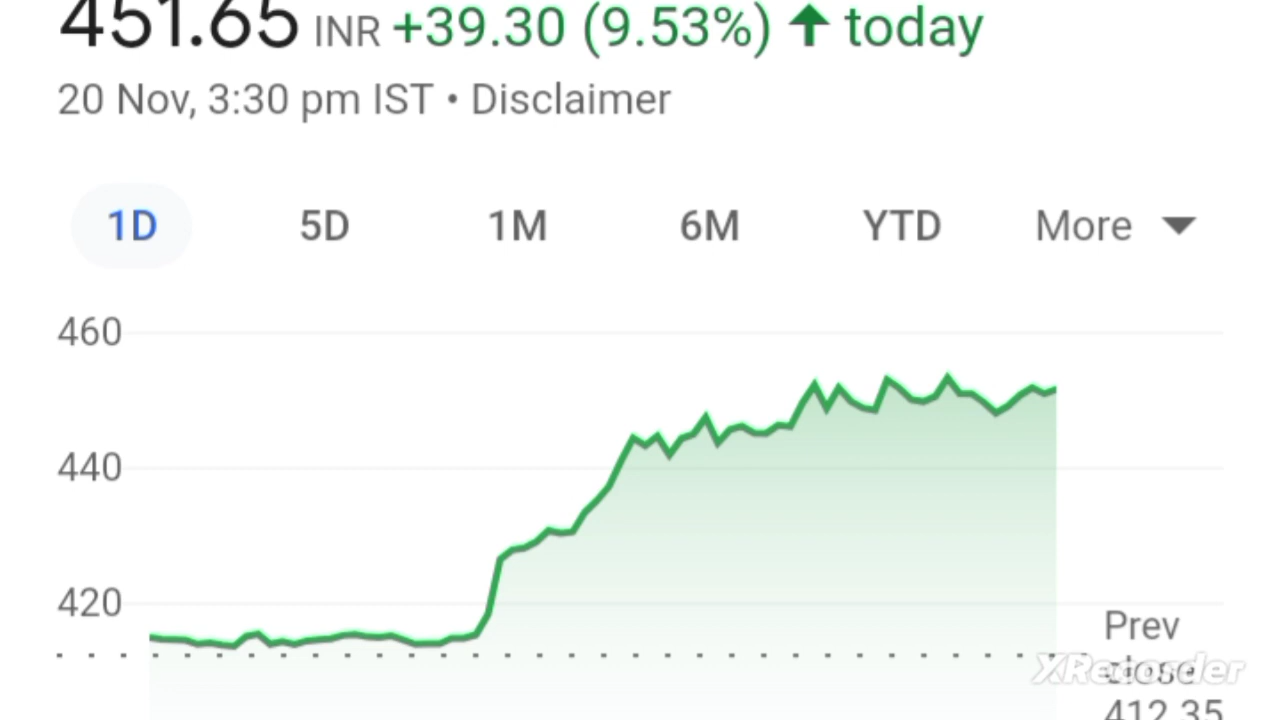 451.65 INR +39.30 (9.53%) ↑ today
20 Nov, 3:30 pm IST • Disclaimer
1D 5D 1M 6M YTD More
460
440
420
Prev
close
412.35
XRecorder